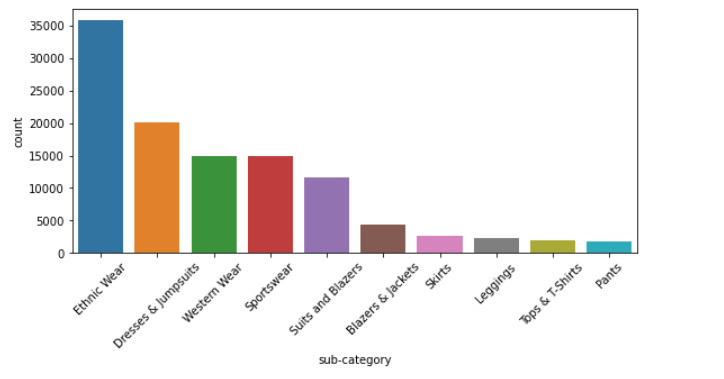 35000
30000
25000
20000
15000
10000
5000
0
count
Ethnic Wear
Dresses & Jumpsuits
Western Wear
Sportswear
Suits and Blazers
Blazers & Jackets
Skirts
Leggings
Tops & T-Shirts
Pants
sub-category